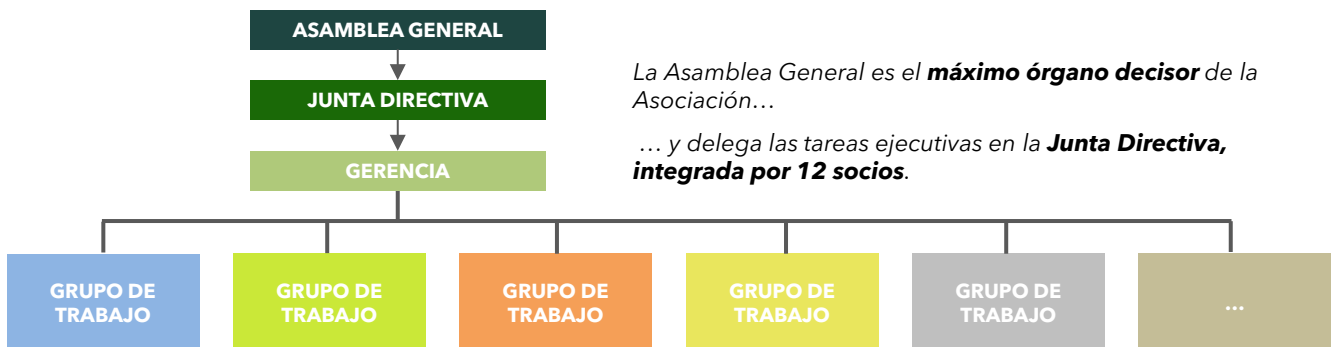 ASAMBLEA GENERAL
JUNTA DIRECTIVA
GERENCIA
La Asamblea General es el máximo órgano decisor de la
Asociación…
… y delega las tareas ejecutivas en la Junta Directiva,
integrada por 12 socios.
GRUPO DE
TRABAJO
GRUPO DE
TRABAJO
GRUPO DE
TRABAJO
GRUPO DE
TRABAJO
GRUPO DE
TRABAJO
…